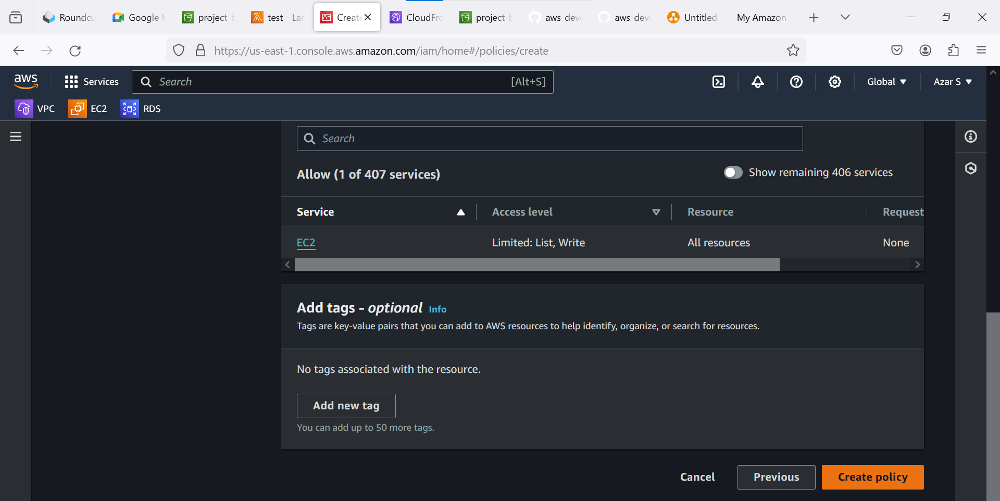 Roundcu
Google M
project-b
test - Lar
Create
CloudFro
project-b
aws-devo
aws-devo
Untitled
My Amazon S
https://us-east-1.console.aws.amazon.com/iam/home#/policies/create
aws
Services
Search
[Alt+S]
Global
Azar S
VPC
EC2
RDS
Search
Allow (1 of 407 services)
Show remaining 406 services
Service
Access level
Resource
Request
EC2
Limited: List, Write
All resources
None
Add tags - optional Info
Tags are key-value pairs that you can add to AWS resources to help identify, organize, or search for resources.
No tags associated with the resource.
Add new tag
You can add up to 50 more tags.
Cancel
Previous
Create policy